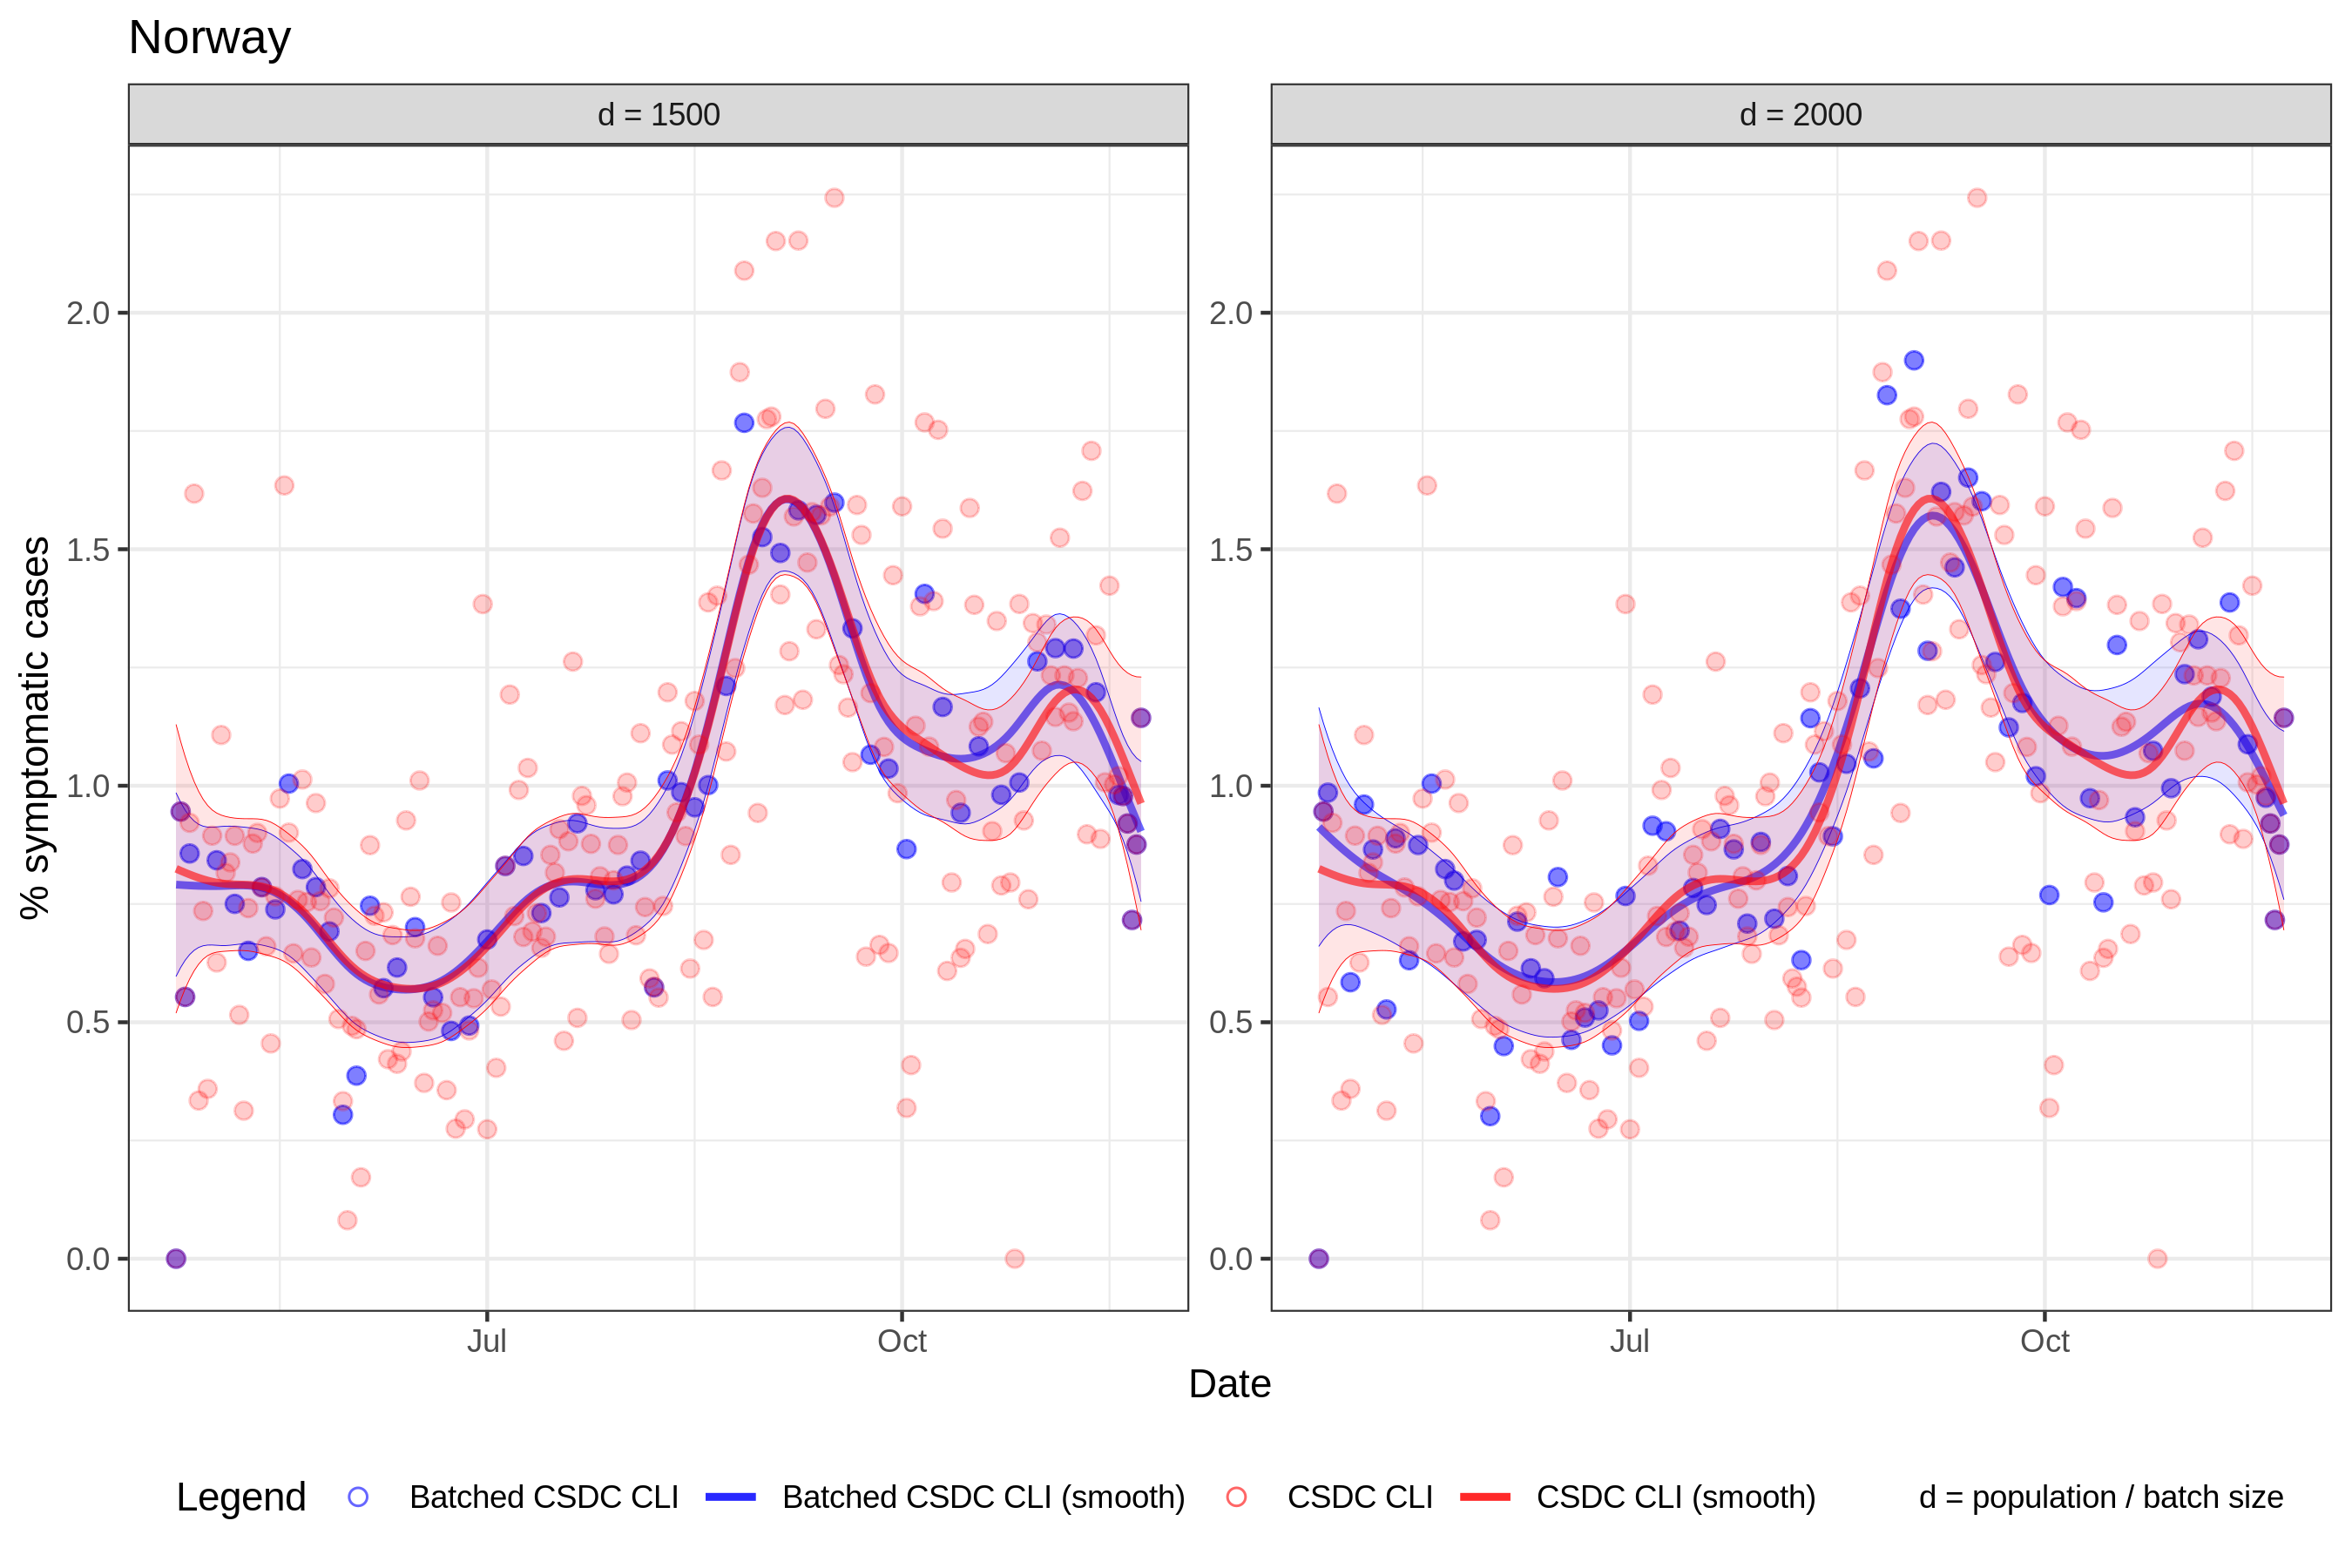 Norway
d = 1500
d = 2000
% symptomatic cases
2.0
1.5
1.0
0.5
0.0
2.0
1.5
1.0
0.5
0.0
Jul
Oct
Jul
Oct
Date
Legend
Batched CSDC CLI
Batched CSDC CLI (smooth)
CSDC CLI
CSDC CLI (smooth)
d = population / batch size